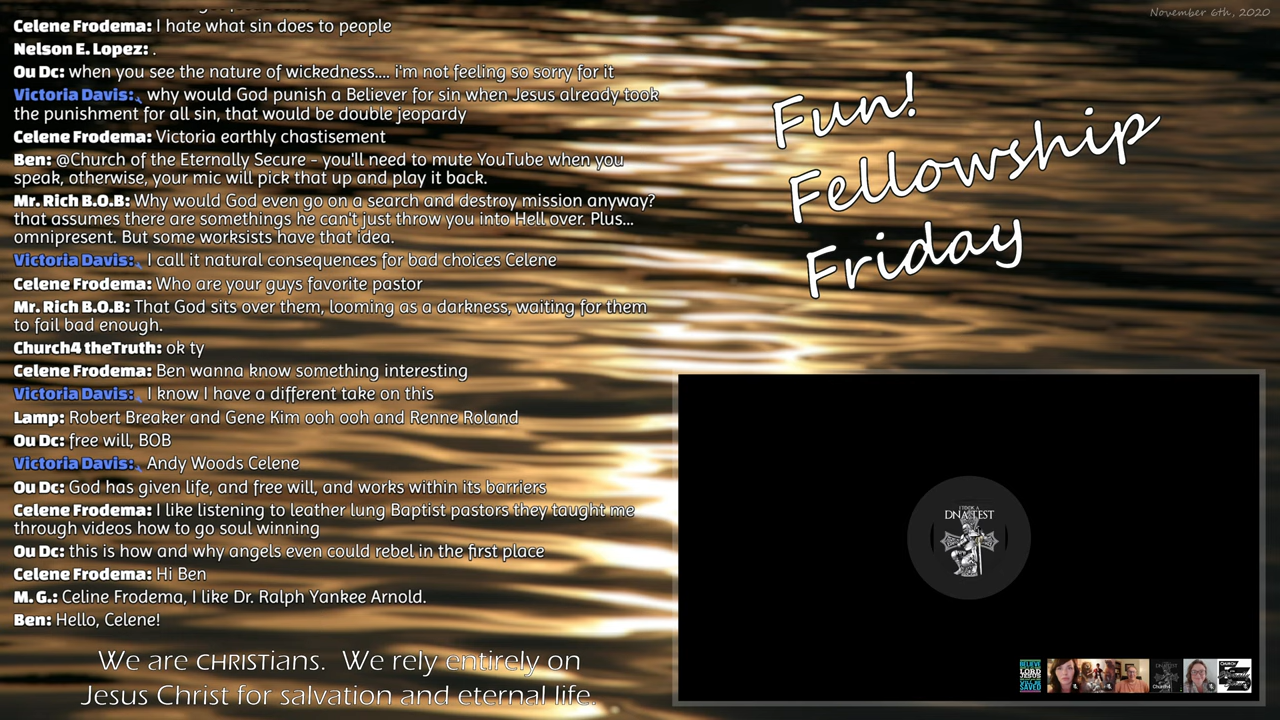 November 6th, 2020
Celene Frodema: I hate what sin does to people
Nelson E. Lopez: .
Ou Dc: when you see the nature of wickedness.... i'm not feeling so sorry for it
Victoria Davis: why would God punish a Believer for sin when Jesus already took
the punishment for all sin, that would be double jeopardy
Celene Frodema: Victoria earthly chastisement
Ben: @Church of the Eternally Secure - you'll need to mute YouTube when you
speak, otherwise, your mic will pick that up and play it back.
Mr. Rich B.O.B: Why would God even go on a search and destroy mission anyway?
that assumes there are somethings he can't just throw you into Hell over. Plus...
omnipresent. But some worksists have that idea.
Victoria Davis: I call it natural consequences for bad choices Celene
Celene Frodema: Who are your guys favorite pastor
Mr. Rich B.O.B: That God sits over them, looming as a darkness, waiting for them
to fail bad enough.
Church4 theTruth: ok ty
Celene Frodema: Ben wanna know something interesting
Victoria Davis: I know I have a different take on this
Lamp: Robert Breaker and Gene Kim ooh ooh and Renne Roland
Ou Dc: free will, BOB
Victoria Davis: Andy Woods Celene
Ou Dc: God has given life, and free will, and works within its barriers
Celene Frodema: I like listening to leather lung Baptist pastors they taught me
through videos how to go soul winning
Ou Dc: this is how and why angels even could rebel in the first place
Celene Frodema: Hi Ben
M. G.: Celine Frodema, I like Dr. Ralph Yankee Arnold.
Ben: Hello, Celene!
We are CHRISTians. We rely entirely on
Jesus Christ for salvation and eternal life.
Fun!
Fellowship
Friday
I TOOK A
DNA TEST
BELIEVE
LORD
JESUS
SAVED
Church4